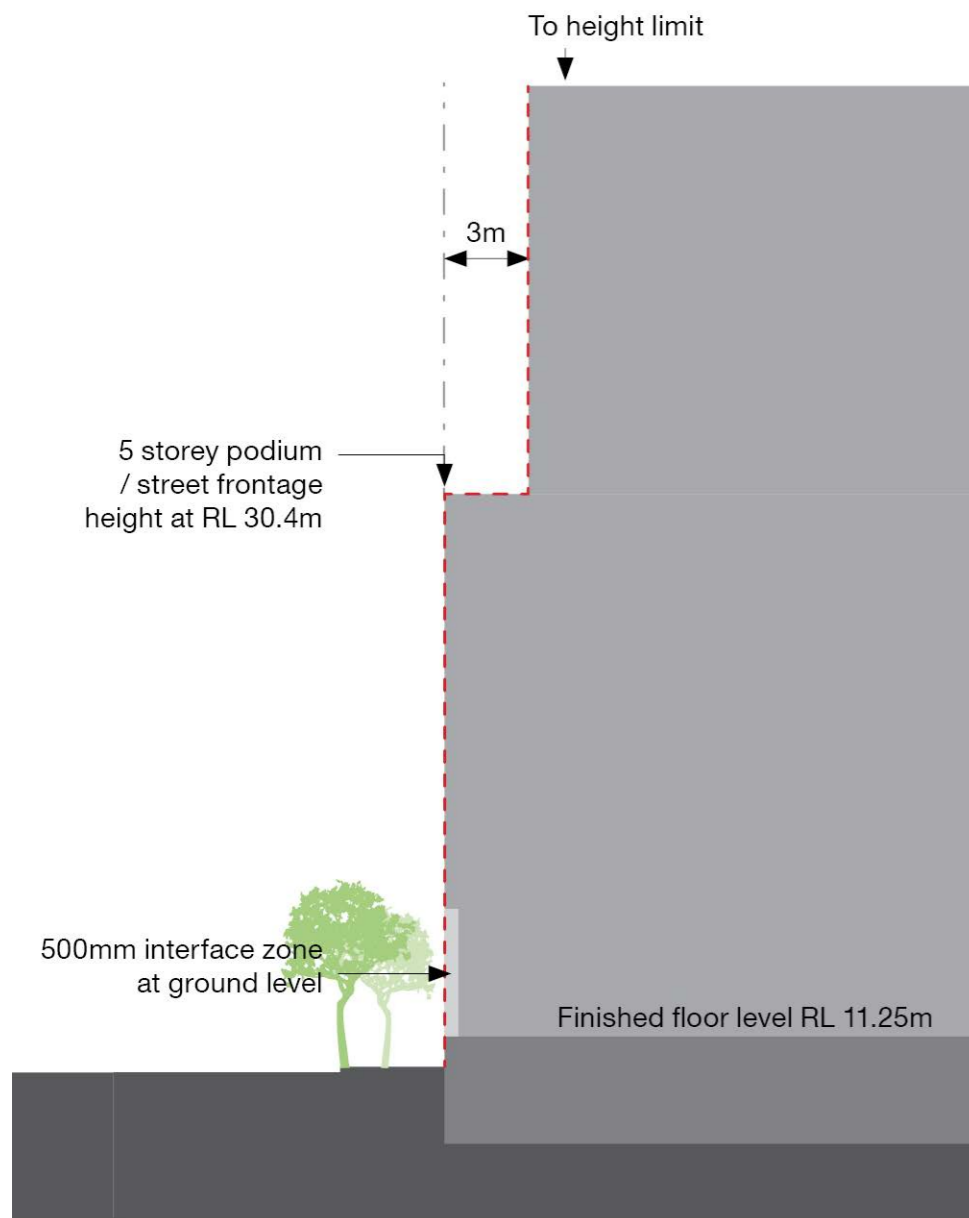 To height limit
3m
5 storey podium
/ street frontage
height at RL 30.4m
500mm interface zone
at ground level
Finished floor level RL 11.25m